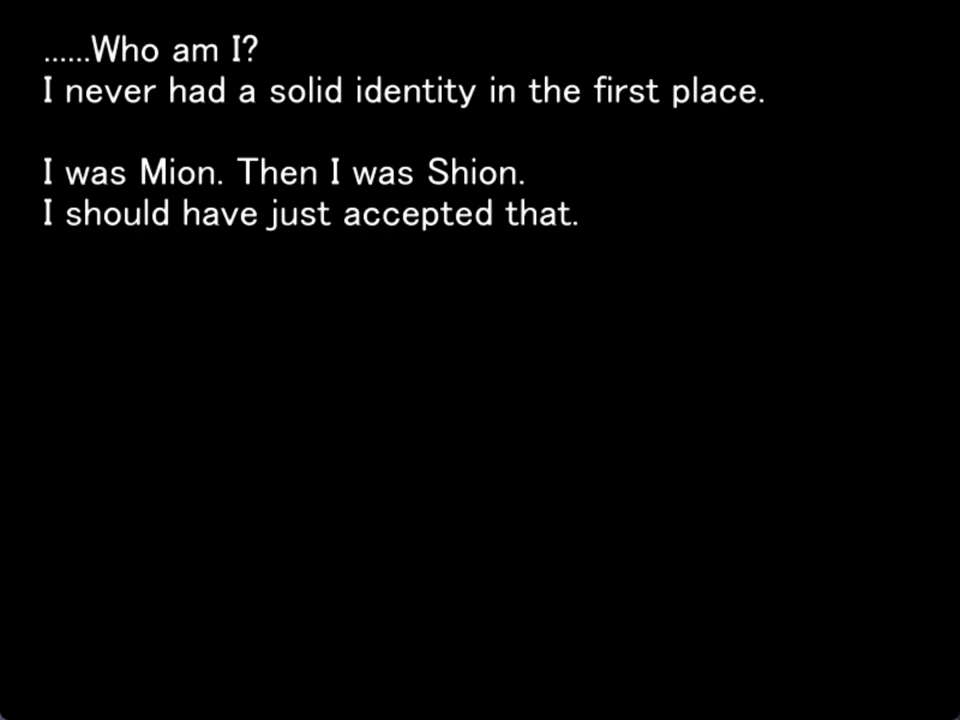 ......Who am I?
I never had a solid identity in the first place.
I was Mion. Then I was Shion.
I should have just accepted that.